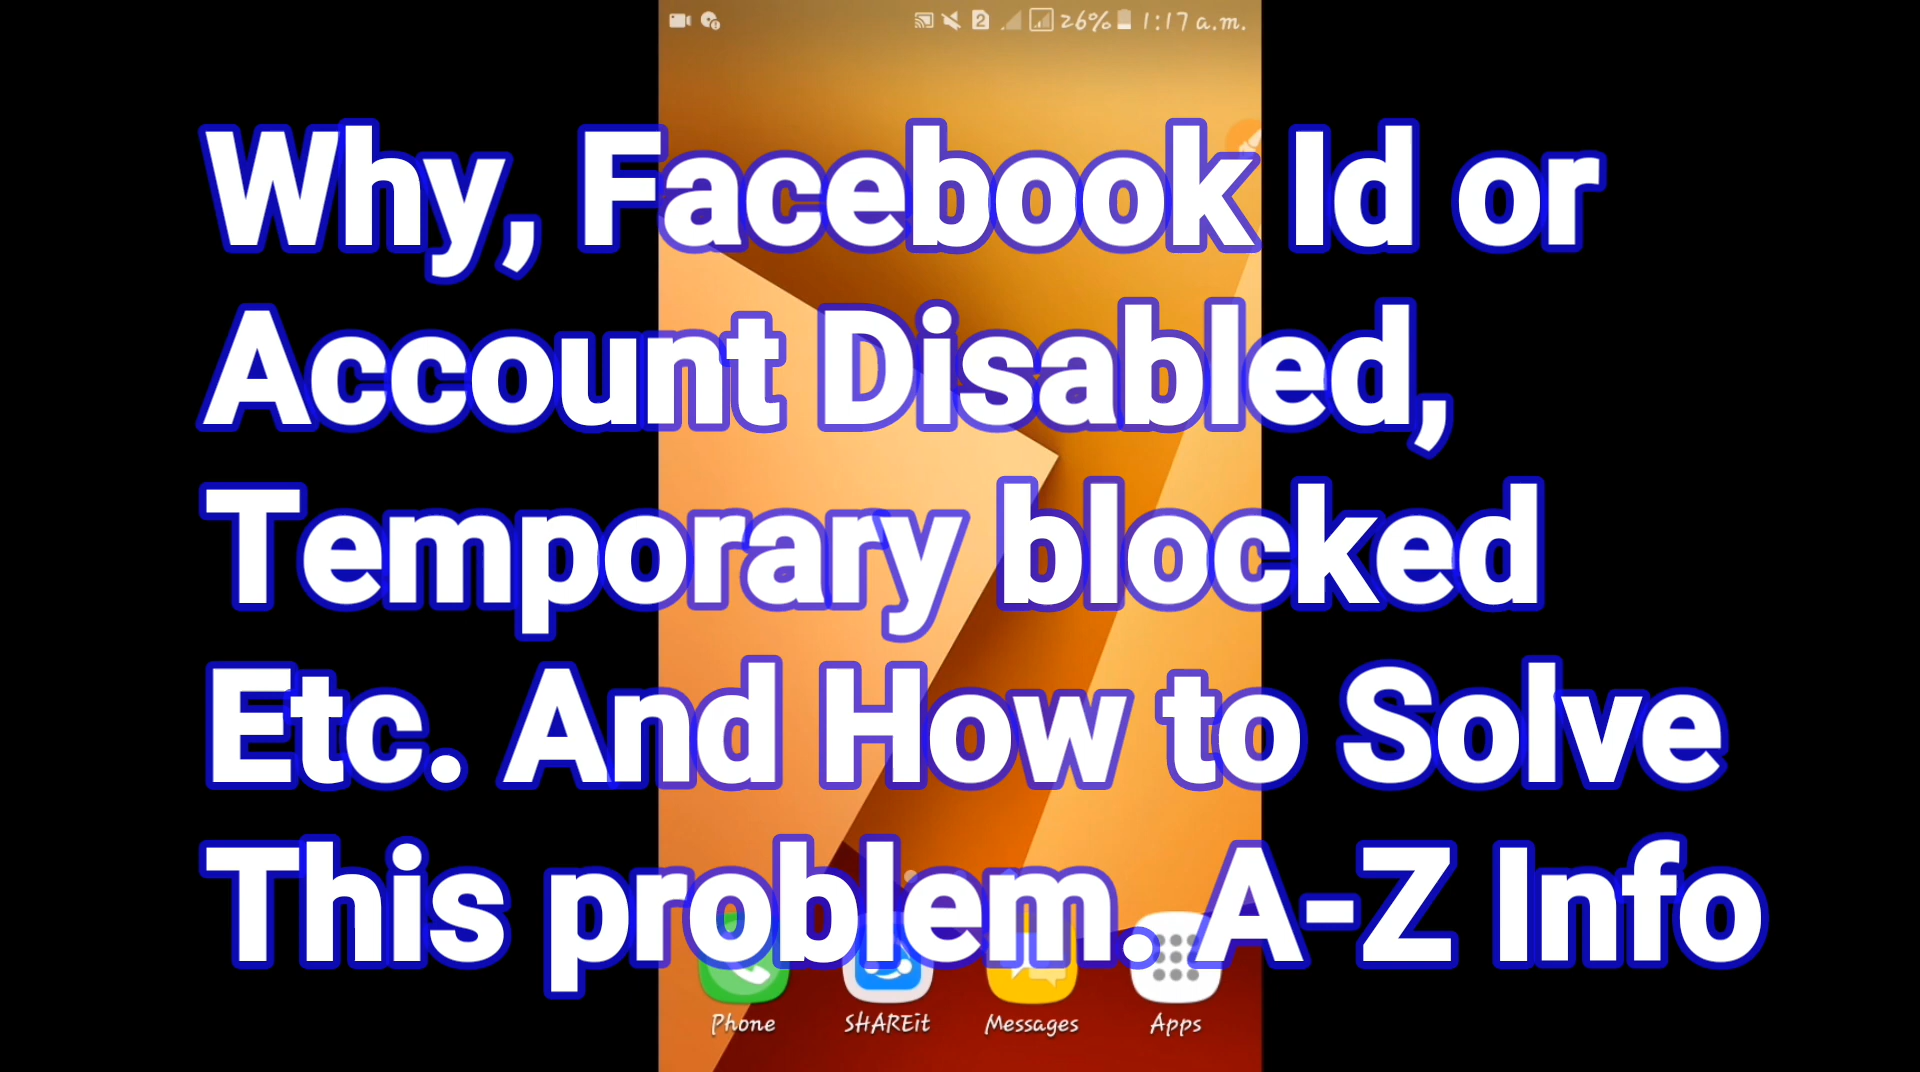 26% 1:17 a.m.
Why, Facebook Id or
Account Disabled,
Temporary blocked
Etc. And How to Solve
This problem. A-Z Info
Phone SHAREit Messages Apps